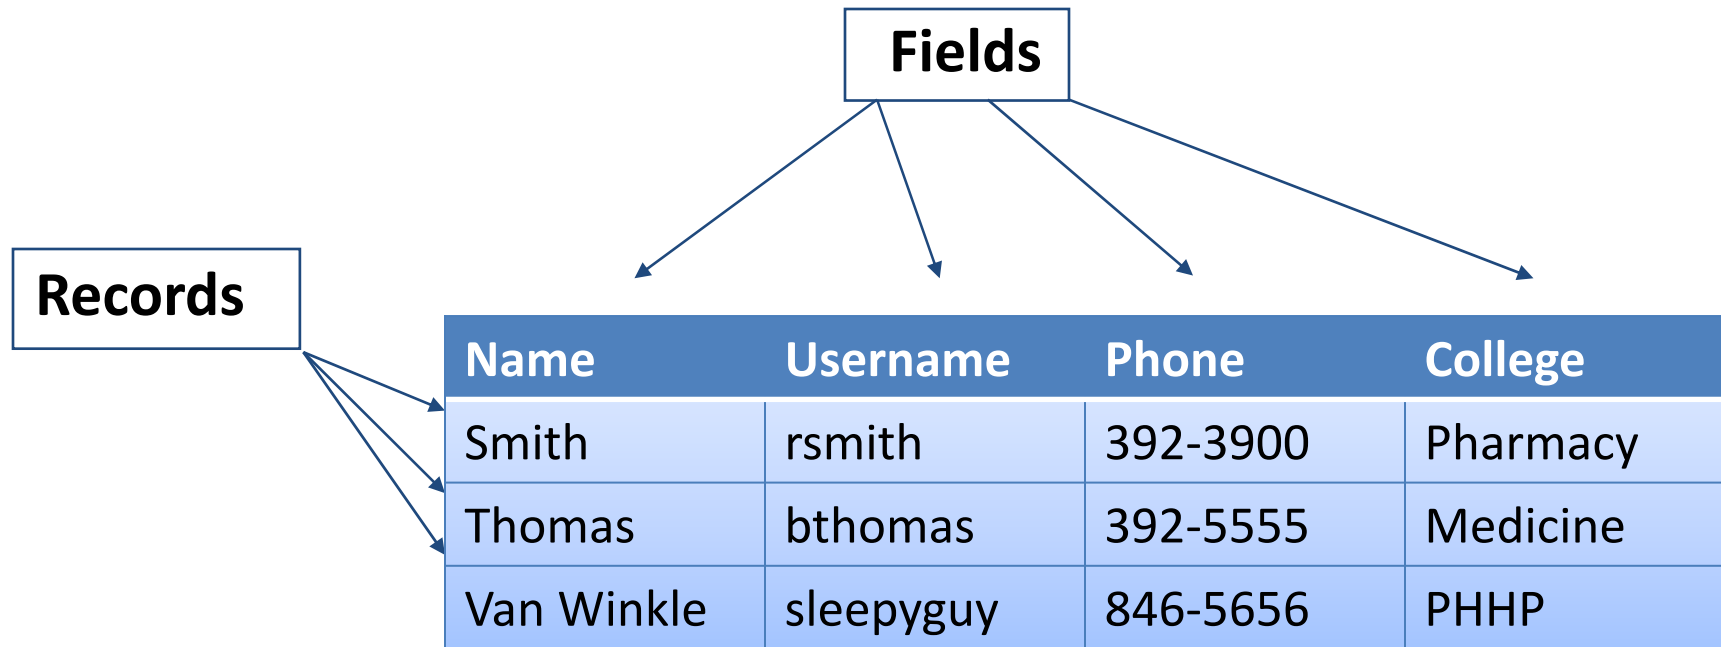 Fields
Records
Name Username Phone College
Smith rsmith 392-3900 Pharmacy
Thomas bthomas 392-5555 Medicine
Van Winkle sleepyguy 846-5656 PHHP